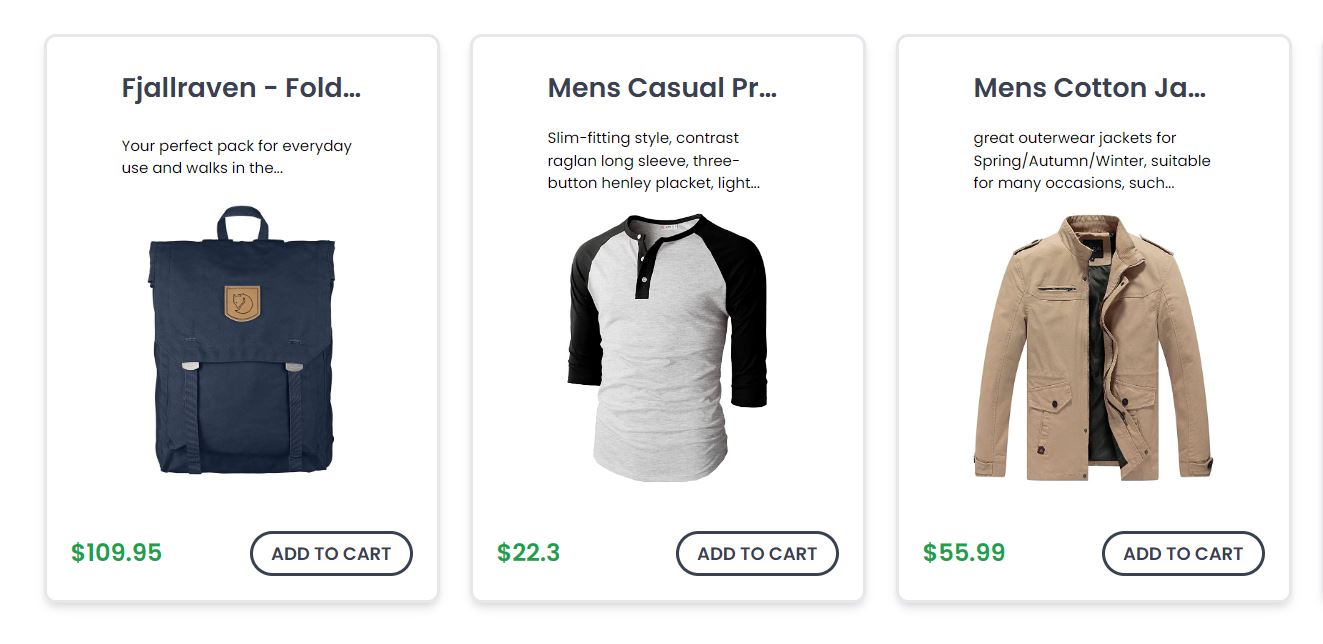 Fjallraven - Fold...
Your perfect pack for everyday
use and walks in the...
$109.95
ADD TO CART
Mens Casual Pr...
Slim-fitting style, contrast
raglan long sleeve, three-
button henley placket, light...
$22.3
ADD TO CART
Mens Cotton Ja...
great outerwear jackets for
Spring/Autumn/Winter, suitable
for many occasions, such...
$55.99
ADD TO CART